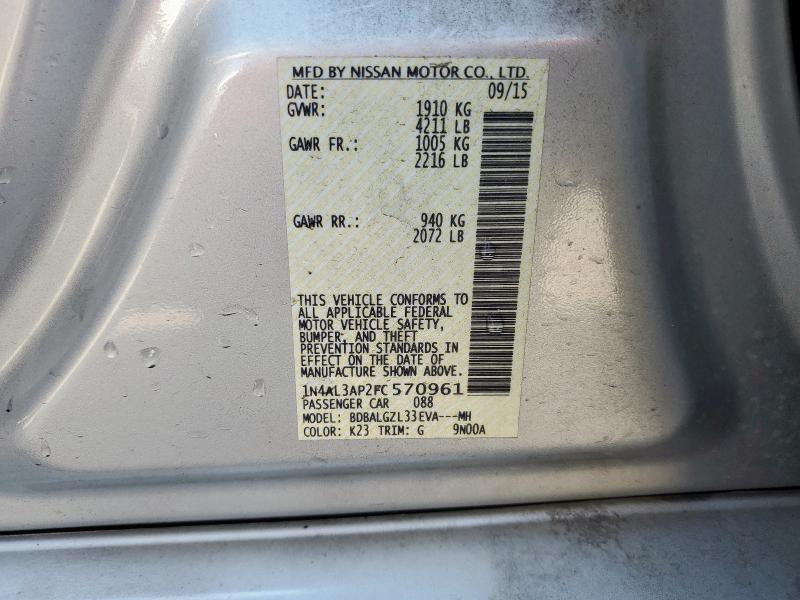 MFD BY NISSAN MOTOR CO., LTD.
DATE: 09/15
GVWR: 1910 KG
4211 LB
GAWR FR.: 1005 KG
2216 LB
GAWR RR.: 940 KG
2072 LB
THIS VEHICLE CONFORMS TO
ALL APPLICABLE FEDERAL
MOTOR VEHICLE SAFETY,
BUMPER, AND THEFT
PREVENTION STANDARDS IN
EFFECT ON THE DATE OF
MANUFACTURE SHOWN ABOVE.
1N4AL3AP2FC570961
PASSENGER CAR 088
MODEL: BDBALGZL33EVA---MH
COLOR: K23 TRIM: G 9N00A